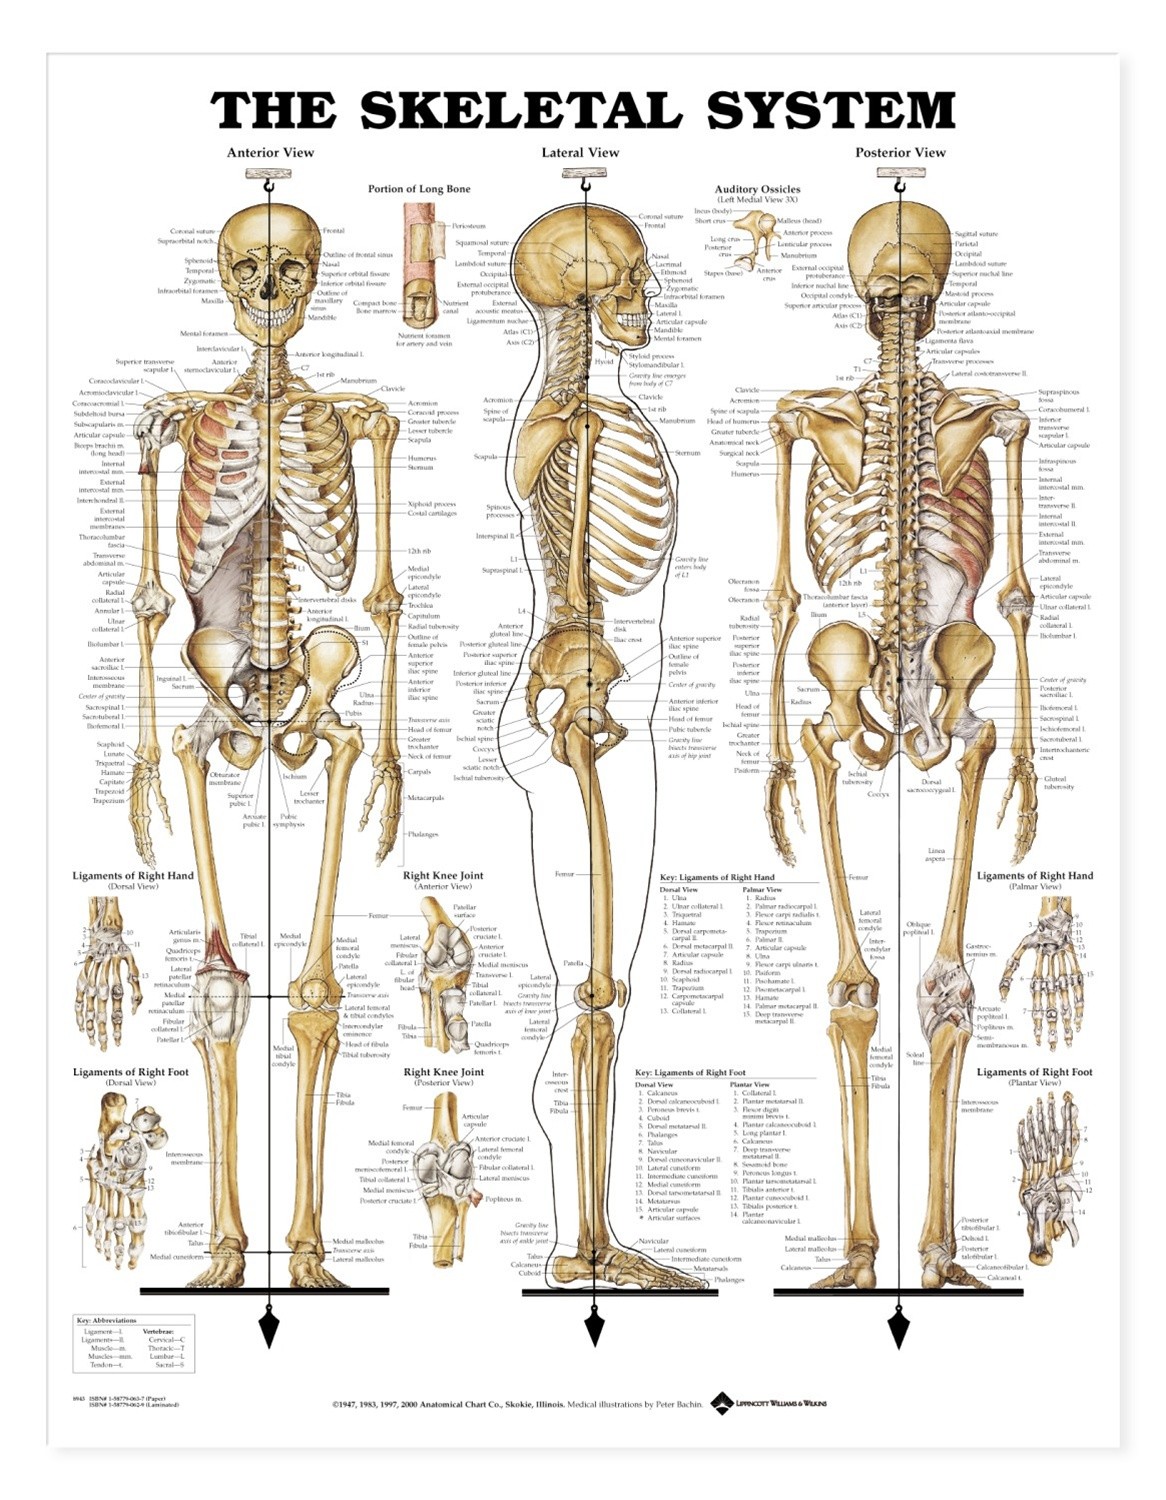 THE SKELETAL SYSTEM
Anterior View
Lateral View
Posterior View
Portion of Long Bone
Periosteum
Compact bone
Bone marrow
Nutrient
canal
Nutrient foramen
for artery and vein
Auditory Ossicles
(Left Medial View 3X)
Incus (body)
Short crus
Malleus (head)
Anterior process
Long crus
Lenticular process
Posterior
crus
Manubrium
Stapes (base)
Anterior
crus
Coronal suture
Supraorbital notch
Sphenoid
Temporal
Zygomatic
Infraorbital foramen
Maxilla
Mental foramen
Frontal
Outline of frontal sinus
Nasal
Superior orbital fissure
Inferior orbital fissure
Outline of
maxillary
sinus
Mandible
Interclavicular l.
Anterior longitudinal l.
Superior transverse
scapular l.
Anterior
sternoclavicular l.
C7
1st rib
Manubrium
Clavicle
Coracoclavicular l.
Acromioclavicular l.
Coracoacromial l.
Subdeltoid bursa
Subscapularis m.
Articular capsule
Biceps brachii m.
(long head)
Internal
intercostal mm.
External
intercostal mm.
Interchondral ll.
External
intercostal
membranes
Thoracolumbar
fascia
Transverse
abdominal m.
Articular
capsule
Radial
collateral l.
Annular l.
Ulnar
collateral l.
Iliolumbar l.
Anterior
sacroiliac l.
Interosseous
membrane
Center of gravity
Sacrospinal l.
Sacrotuberal l.
Iliofemoral l.
Scaphoid
Lunate
Triquetral
Hamate
Capitate
Trapezoid
Trapezium
Acromion
Coracoid process
Greater tubercle
Lesser tubercle
Scapula
Humerus
Sternum
Xiphoid process
Costal cartilages
12th rib
L1
Medial
epicondyle
Lateral
epicondyle
Trochlea
Capitulum
Radial tuberosity
Intervertebral disks
Anterior
longitudinal l.
Ilium
S1
Outline of
female pelvis
Anterior
superior
iliac spine
Anterior
inferior
iliac spine
Inguinal l.
Sacrum
Ulna
Radius
Pubis
Transverse axis
Head of femur
Greater
trochanter
Neck of femur
Carpals
Metacarpals
Phalanges
Obturator
membrane
Ischium
Superior
pubic l.
Lesser
trochanter
Arcuate
pubic l.
Pubic
symphysis
Squamosal suture
Temporal
Lambdoid suture
Occipital
External occipital
protuberance
External
acoustic meatus
Ligamentum nuchae
Atlas (C1)
Axis (C2)
Coronal suture
Frontal
Nasal
Lacrimal
Ethmoid
Sphenoid
Zygomatic
Infraorbital foramen
Maxilla
Lateral l.
Articular capsule
Mandible
Mental foramen
Hyoid
Styloid process
Stylomandibular l.
Gravity line emerges
from body of C7
Acromion
Spine of
scapula
Clavicle
1st rib
Manubrium
Scapula
Sternum
Spinous
processes
Interspinal ll.
L1
Supraspinal l.
Gravity line
enters body
of L1
L4
Anterior
gluteal line
Posterior gluteal line
Posterior superior
iliac spine
Inferior gluteal line
Posterior inferior
iliac spine
Sacrum
Greater
sciatic
notch
Ischial spine
Coccyx
Lesser
sciatic notch
Ischial tuberosity
Intervertebral
disk
Iliac crest
Anterior superior
iliac spine
Outline of
female
pelvis
Center of gravity
Anterior inferior
iliac spine
Head of femur
Pubic tubercle
Gravity line
bisects transverse
axis of hip joint
External occipital
protuberance
Inferior nuchal line
Occipital condyle
Superior articular process
Atlas (C1)
Axis (C2)
Sagittal suture
Parietal
Occipital
Lambdoid suture
Superior nuchal line
Temporal
Mastoid process
Articular capsule
Posterior atlanto-occipital
membrane
Posterior atlantoaxial membrane
Ligamenta flava
Articular capsules
Transverse processes
Lateral costotransverse ll.
C7
T1
1st rib
Clavicle
Acromion
Spine of scapula
Head of humerus
Greater tubercle
Anatomical neck
Surgical neck
Scapula
Humerus
Supraspinous
fossa
Coracohumeral l.
Inferior
transverse
scapular l.
Articular capsule
Infraspinous
fossa
Internal
intercostal mm.
Inter-
transverse ll.
Internal
intercostal ll.
External
intercostal mm.
Transverse
abdominal m.
L1
12th rib
Thoracolumbar fascia
(anterior layer)
Ilium
L5
Olecranon
fossa
Olecranon
Radial
tuberosity
Posterior
superior
iliac spine
Posterior
inferior
iliac spine
Ulna
Sacrum
Radius
Head of
femur
Ischial spine
Greater
trochanter
Neck of
femur
Pisiform
Lateral
epicondyle
Articular capsule
Ulnar collateral l.
Radial
collateral l.
Iliolumbar l.
Center of gravity
Posterior
sacroiliac l.
Iliofemoral l.
Sacrospinal l.
Ischiofemoral l.
Sacrotuberal l.
Intertrochanteric
crest
Gluteal
tuberosity
Ischial
tuberosity
Coccyx
Dorsal
sacrococcygeal l.
Linea
aspera
Femur
Lateral
femoral
condyle
Inter-
condylar
fossa
Oblique
popliteal l.
Gastroc-
nemius m.
Arcuate
popliteal l.
Popliteus m.
Semi-
membranosus m.
Medial
femoral
condyle
Soleal
line
Tibia
Fibula
Interosseous
membrane
Medial malleolus
Lateral malleolus
Talus
Calcaneus
Posterior
tibiofibular l.
Deltoid l.
Posterior
talofibular l.
Calcaneofibular l.
Calcaneal t.
Ligaments of Right Hand
(Dorsal View)
Ligaments of Right Foot
(Dorsal View)
Articularis
genus m.
Quadriceps
femoris t.
Lateral
patellar
retinaculum
Medial
patellar
retinaculum
Fibular
collateral l.
Patellar l.
Tibial
collateral l.
Medial
epicondyle
Femur
Medial
femoral
condyle
Patella
Lateral
epicondyle
Transverse axis
Lateral femoral
& tibial condyles
Intercondylar
eminence
Head of fibula
Tibial tuberosity
Medial
tibial
condyle
Tibia
Fibula
Interosseous
membrane
Anterior
tibiofibular l.
Talus
Medial cuneiform
Medial malleolus
Transverse axis
Lateral malleolus
Right Knee Joint
(Anterior View)
Patellar
surface
Posterior
cruciate l.
Anterior
cruciate l.
Lateral
meniscus
L. of
fibular
head
Medial meniscus
Transverse l.
Tibial
collateral l.
Patellar l.
Fibula
Tibia
Patella
Quadriceps
femoris t.
Right Knee Joint
(Posterior View)
Femur
Articular
capsule
Medial femoral
condyle
Posterior
meniscofemoral l.
Tibial collateral l.
Medial meniscus
Posterior cruciate l.
Anterior cruciate l.
Lateral femoral
condyle
Fibular collateral l.
Lateral meniscus
Popliteus m.
Tibia
Fibula
Femur
Patella
Lateral
epicondyle
Gravity line
bisects transverse
axis of knee joint
Lateral
femoral
condyle
Inter-
osseous
crest
Tibia
Fibula
Gravity line
bisects transverse
axis of ankle joint
Talus
Calcaneus
Cuboid
Navicular
Lateral cuneiform
Intermediate cuneiform
Metatarsals
Phalanges
Key: Ligaments of Right Hand
Dorsal View
1. Ulna
2. Ulnar collateral l.
3. Triquetral
4. Hamate
5. Dorsal carpometa-
carpal ll.
6. Dorsal metacarpal ll.
7. Articular capsule
8. Radius
9. Dorsal radiocarpal l.
10. Scaphoid
11. Trapezium
12. Carpometacarpal
capsule
13. Collateral l.
Palmar View
1. Radius
2. Palmar radiocarpal l.
3. Flexor carpi radialis t.
4. Flexor retinaculum
5. Trapezium
6. Palmar ll.
7. Articular capsule
8. Ulna
9. Flexor carpi ulnaris t.
10. Pisiform
11. Pisohamate l.
12. Pisometacarpal l.
13. Hamate
14. Palmar metacarpal ll.
15. Deep transverse
metacarpal ll.
Key: Ligaments of Right Foot
Dorsal View
1. Calcaneus
2. Dorsal calcaneocuboid l.
3. Peroneus brevis t.
4. Cuboid
5. Dorsal metatarsal ll.
6. Phalanges
7. Talus
8. Navicular
9. Dorsal cuneonavicular ll.
10. Lateral cuneiform
11. Intermediate cuneiform
12. Medial cuneiform
13. Dorsal tarsometatarsal ll.
14. Metatarsus
15. Articular capsule
* Articular surfaces
Plantar View
1. Collateral l.
2. Plantar metatarsal ll.
3. Flexor digiti
minimi brevis t.
4. Plantar calcaneocuboid l.
5. Long plantar l.
6. Calcaneus
7. Deep transverse
metatarsal ll.
8. Sesamoid bone
9. Peroneus longus t.
10. Plantar tarsometatarsal ll.
11. Tibialis anterior t.
12. Plantar cuneocuboid l.
13. Tibialis posterior t.
14. Plantar
calcaneonavicular l.
Ligaments of Right Hand
(Palmar View)
Ligaments of Right Foot
(Plantar View)
Key: Abbreviations
Ligament—l.
Ligaments—ll.
Muscle—m.
Muscles—mm.
Tendon—t.
Vertebrae:
Cervical—C
Thoracic—T
Lumbar—L
Sacral—S
8943 ISBN# 1-58779-063-7 (Paper)
ISBN# 1-58779-062-9 (Laminated)
©1947, 1983, 1997, 2000 Anatomical Chart Co., Skokie, Illinois. Medical illustrations by Peter Bachin.
LIPPINCOTT WILLIAMS & WILKINS